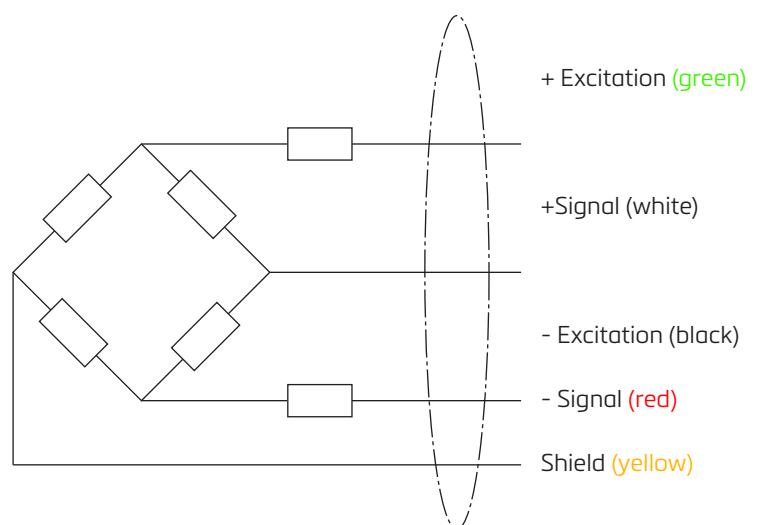 + Excitation (green)
+Signal (white)
- Excitation (black)
- Signal (red)
Shield (yellow)